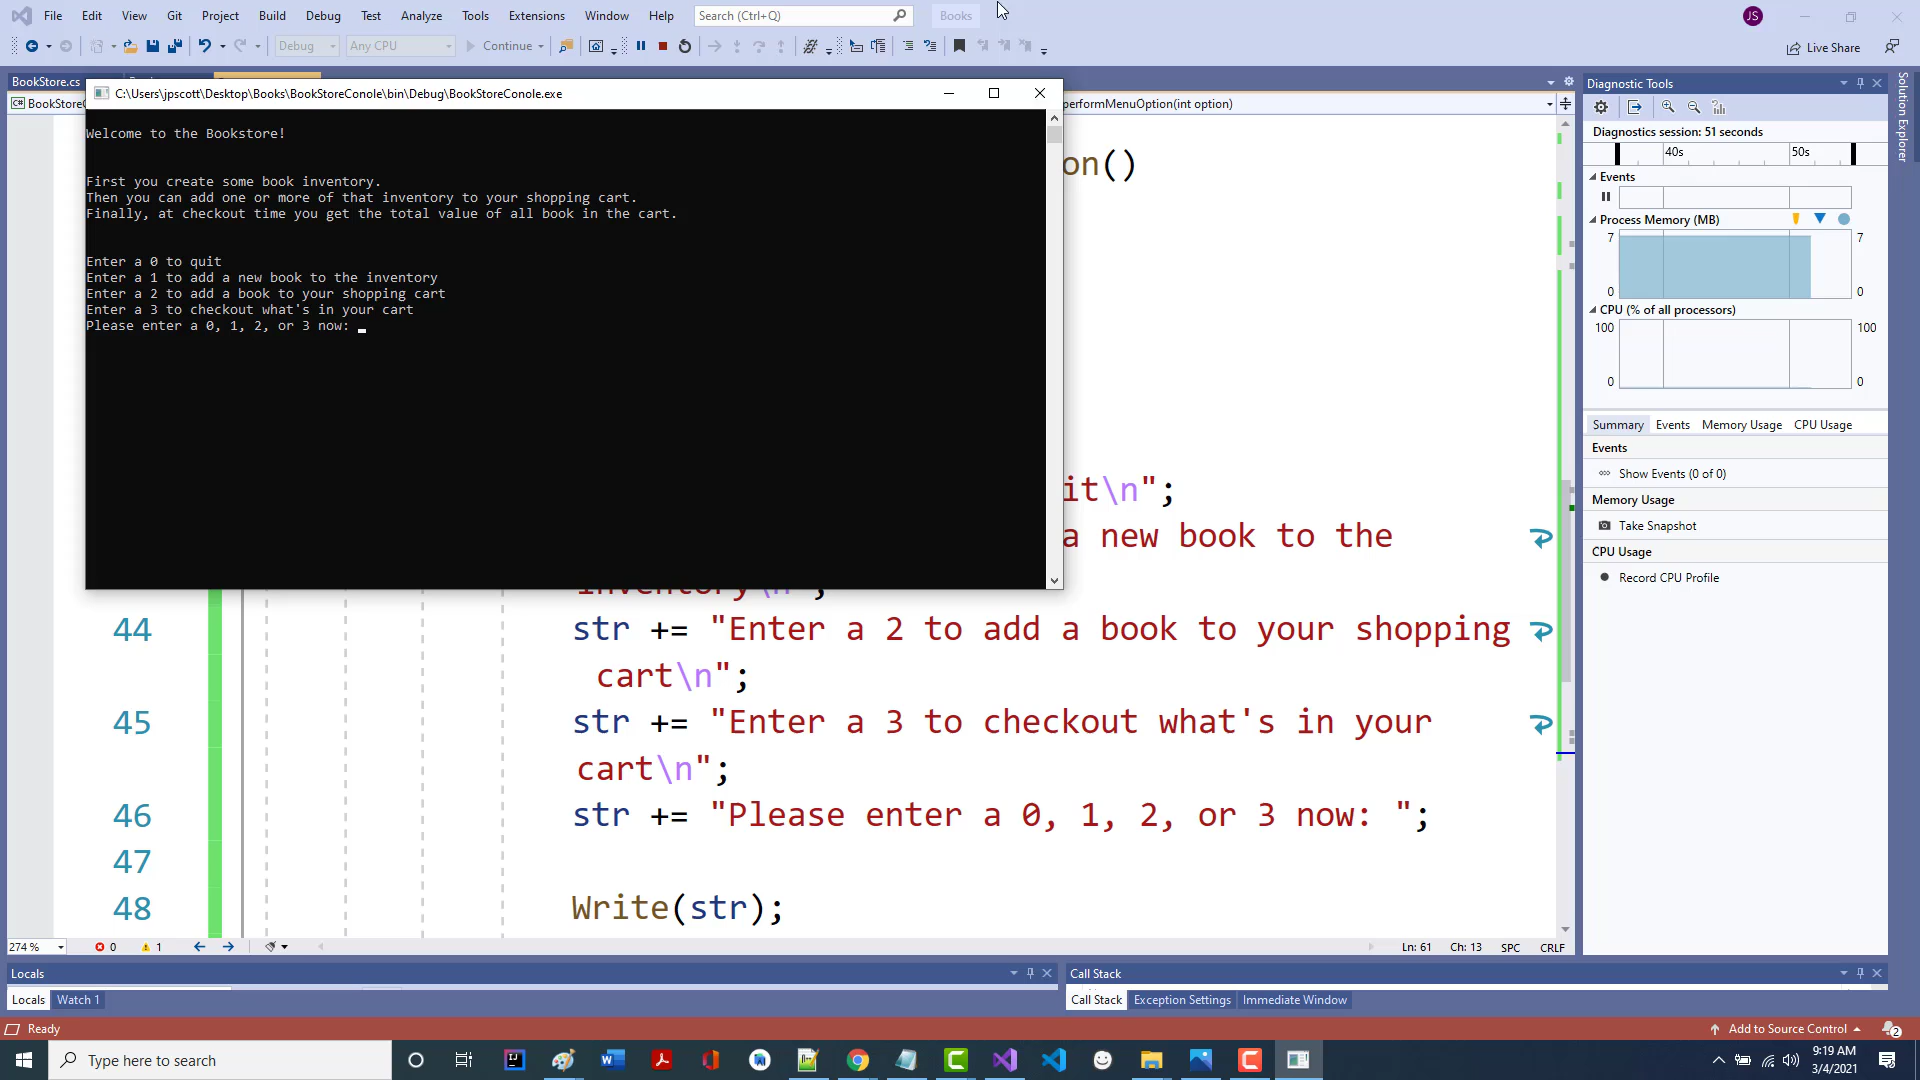 File Edit View Git Project Build Debug Test Analyze Tools Extensions Window Help Search (Ctrl+Q) Books JS
Debug Any CPU Continue Live Share
BookStore.cs
C:\Users\jpscott\Desktop\Books\BookStoreConole\bin\Debug\BookStoreConole.exe
performMenuOption(int option)
Welcome to the Bookstore!
First you create some book inventory.
Then you can add one or more of that inventory to your shopping cart.
Finally, at checkout time you get the total value of all book in the cart.
Enter a 0 to quit
Enter a 1 to add a new book to the inventory
Enter a 2 to add a book to your shopping cart
Enter a 3 to checkout what's in your cart
Please enter a 0, 1, 2, or 3 now:
on()
it\n";
a new book to the
inventory\n";
44 str += "Enter a 2 to add a book to your shopping
cart\n";
45 str += "Enter a 3 to checkout what's in your
cart\n";
46 str += "Please enter a 0, 1, 2, or 3 now: ";
47
48 Write(str);
274 % 0 1 Ln: 61 Ch: 13 SPC CRLF
Diagnostic Tools
Diagnostics session: 51 seconds
40s 50s
Events
Process Memory (MB)
7 7
0 0
CPU (% of all processors)
100 100
0 0
Summary Events Memory Usage CPU Usage
Events
Show Events (0 of 0)
Memory Usage
Take Snapshot
CPU Usage
Record CPU Profile
Solution Explorer
Locals
Locals Watch 1
Call Stack
Call Stack Exception Settings Immediate Window
Ready Add to Source Control 2
Type here to search
9:19 AM
3/4/2021